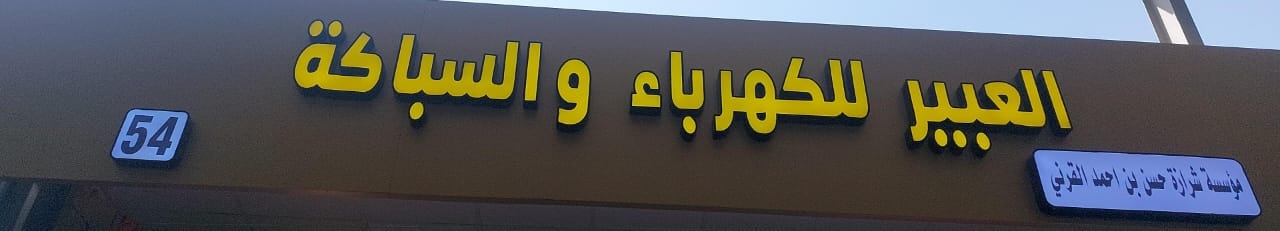 العبير للكهرباء والسباكة
مؤسسة شرارة حسن بن احمد القرني
54